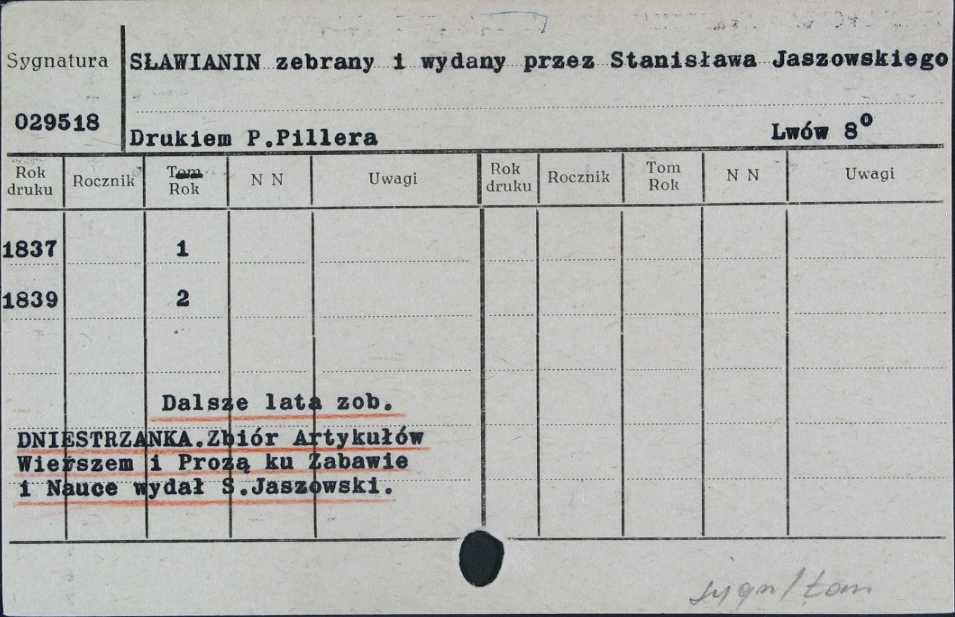 Sygnatura
SŁAWIANIN zebrany i wydany przez Stanisława Jaszowskiego
029518
Drukiem P.Pillera Lwów 8°
Rok druku Rocznik Tom Rok N N Uwagi Rok druku Rocznik Tom Rok N N Uwagi
1837 1
1839 2
Dalsze lata zob.
DNIESTRZANKA.Zbiór Artykułów
Wierszem i Prozą ku Zabawie
i Nauce wydał S.Jaszowski.
sygn/tom